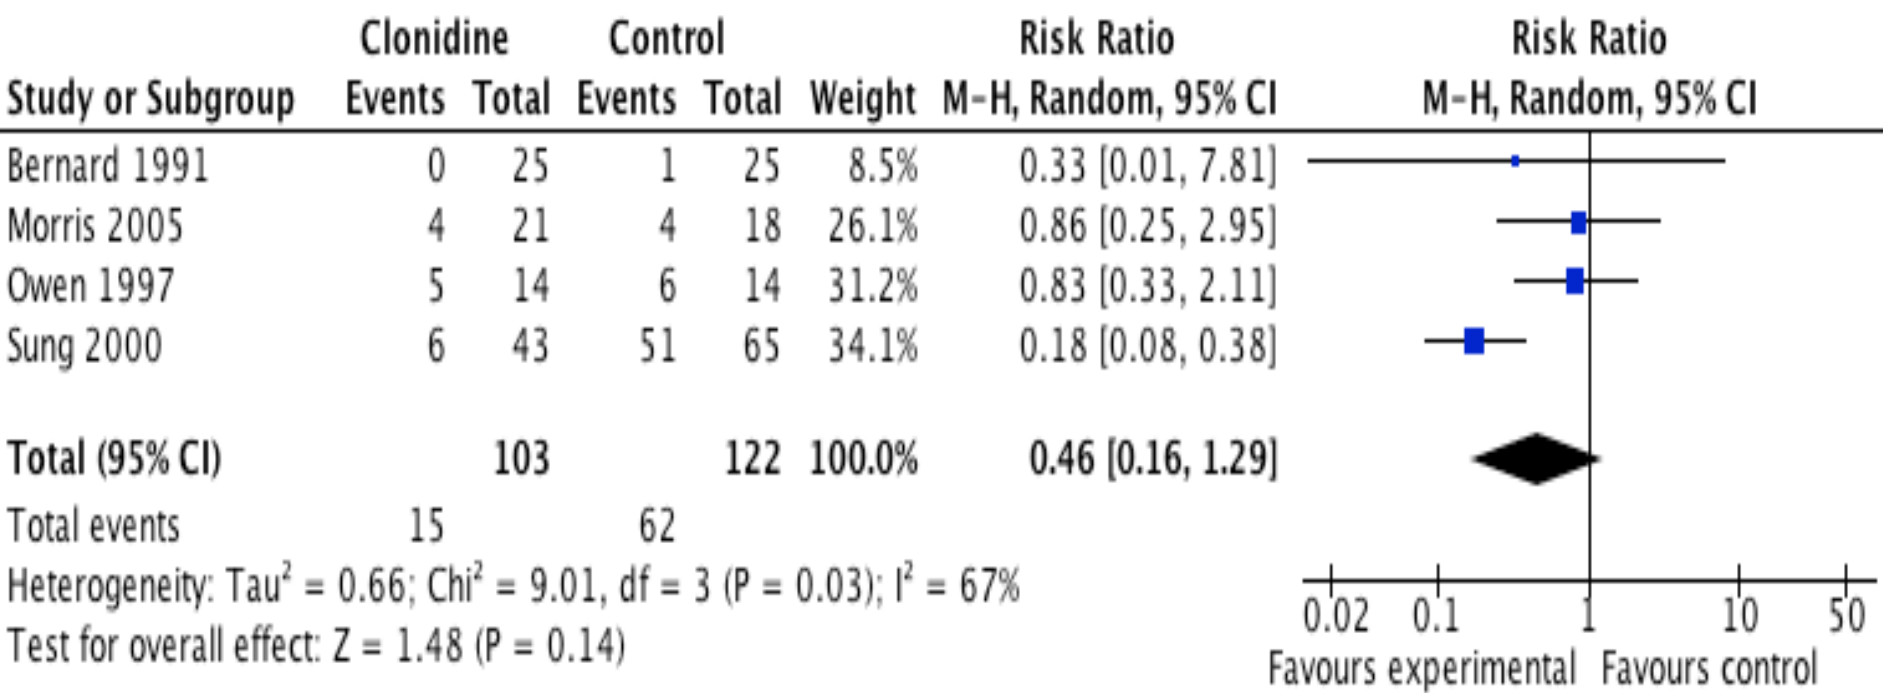 Clonidine Control Risk Ratio Risk Ratio
Study or Subgroup Events Total Events Total Weight M-H, Random, 95% CI M-H, Random, 95% CI
Bernard 1991 0 25 1 25 8.5% 0.33 [0.01, 7.81]
Morris 2005 4 21 4 18 26.1% 0.86 [0.25, 2.95]
Owen 1997 5 14 6 14 31.2% 0.83 [0.33, 2.11]
Sung 2000 6 43 51 65 34.1% 0.18 [0.08, 0.38]
Total (95% CI) 103 122 100.0% 0.46 [0.16, 1.29]
Total events 15 62
Heterogeneity: Tau² = 0.66; Chi² = 9.01, df = 3 (P = 0.03); I² = 67%
Test for overall effect: Z = 1.48 (P = 0.14)
0.02 0.1 1 10 50
Favours experimental Favours control